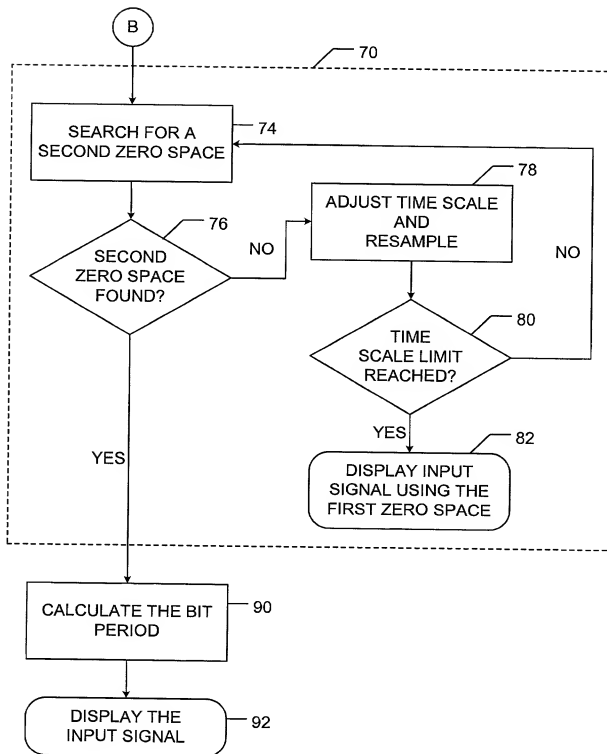 B
70
SEARCH FOR A
SECOND ZERO SPACE
74
78
ADJUST TIME SCALE
AND
RESAMPLE
76
NO
SECOND
ZERO SPACE
FOUND?
NO
80
TIME
SCALE LIMIT
REACHED?
YES
82
YES
DISPLAY INPUT
SIGNAL USING THE
FIRST ZERO SPACE
CALCULATE THE BIT
PERIOD
90
DISPLAY THE
INPUT SIGNAL
92